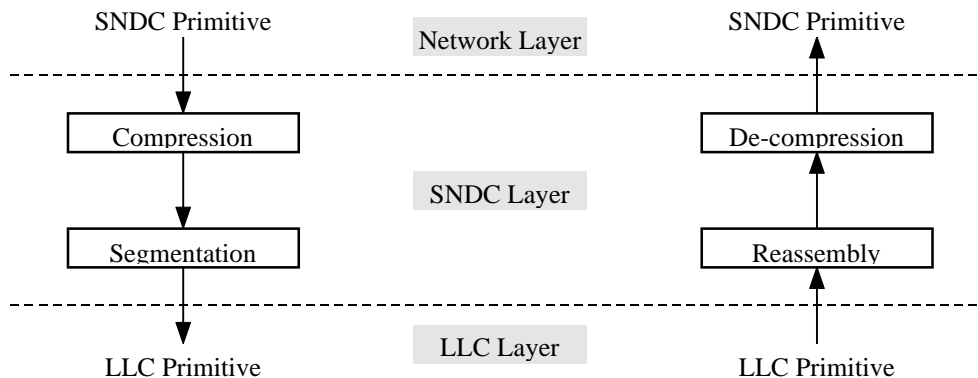 SNDC Primitive
Network Layer
SNDC Primitive
Compression
De-compression
SNDC Layer
Segmentation
Reassembly
LLC Primitive
LLC Layer
LLC Primitive